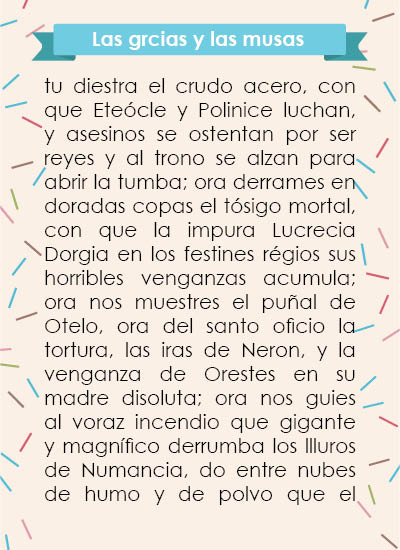 Las grcias y las musas
tu diestra el crudo acero, con
que Eteócle y Polinice luchan,
y asesinos se ostentan por ser
reyes y al trono se alzan para
abrir la tumba; ora derrames en
doradas copas el tósigo mortal,
con que la impura Lucrecia
Dorgia en los festines régios sus
horribles venganzas acumula;
ora nos muestres el puñal de
Otelo, ora del santo oficio la
tortura, las iras de Neron, y la
venganza de Orestes en su
madre disoluta; ora nos guies
al voraz incendio que gigante
y magnífico derrumba los llluros
de Numancia, do entre nubes
de humo y de polvo que el